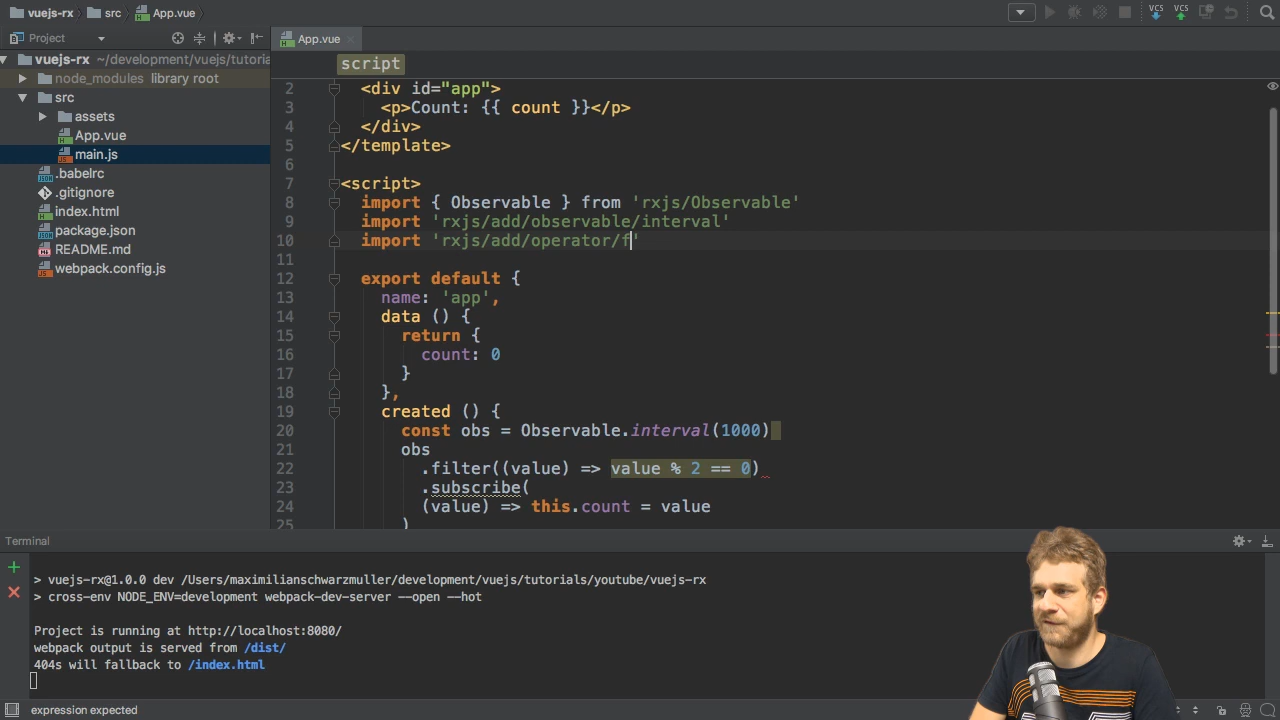 vuejs-rx src App.vue
VCS VCS
Project
App.vue
vuejs-rx ~/development/vuejs/tutoria
node_modules library root
src
assets
App.vue
main.js
.babelrc
.gitignore
index.html
package.json
README.md
webpack.config.js
script
2 <div id="app">
3 <p>Count: {{ count }}</p>
4 </div>
5 </template>
6
7 <script>
8 import { Observable } from 'rxjs/Observable'
9 import 'rxjs/add/observable/interval'
10 import 'rxjs/add/operator/f'
11
12 export default {
13 name: 'app',
14 data () {
15 return {
16 count: 0
17 }
18 },
19 created () {
20 const obs = Observable.interval(1000)
21 obs
22 .filter((value) => value % 2 == 0)
23 .subscribe(
24 (value) => this.count = value
25 )
Terminal
> vuejs-rx@1.0.0 dev /Users/maximilianschwarzmuller/development/vuejs/tutorials/youtube/vuejs-rx
> cross-env NODE_ENV=development webpack-dev-server --open --hot
Project is running at http://localhost:8080/
webpack output is served from /dist/
404s will fallback to /index.html
expression expected